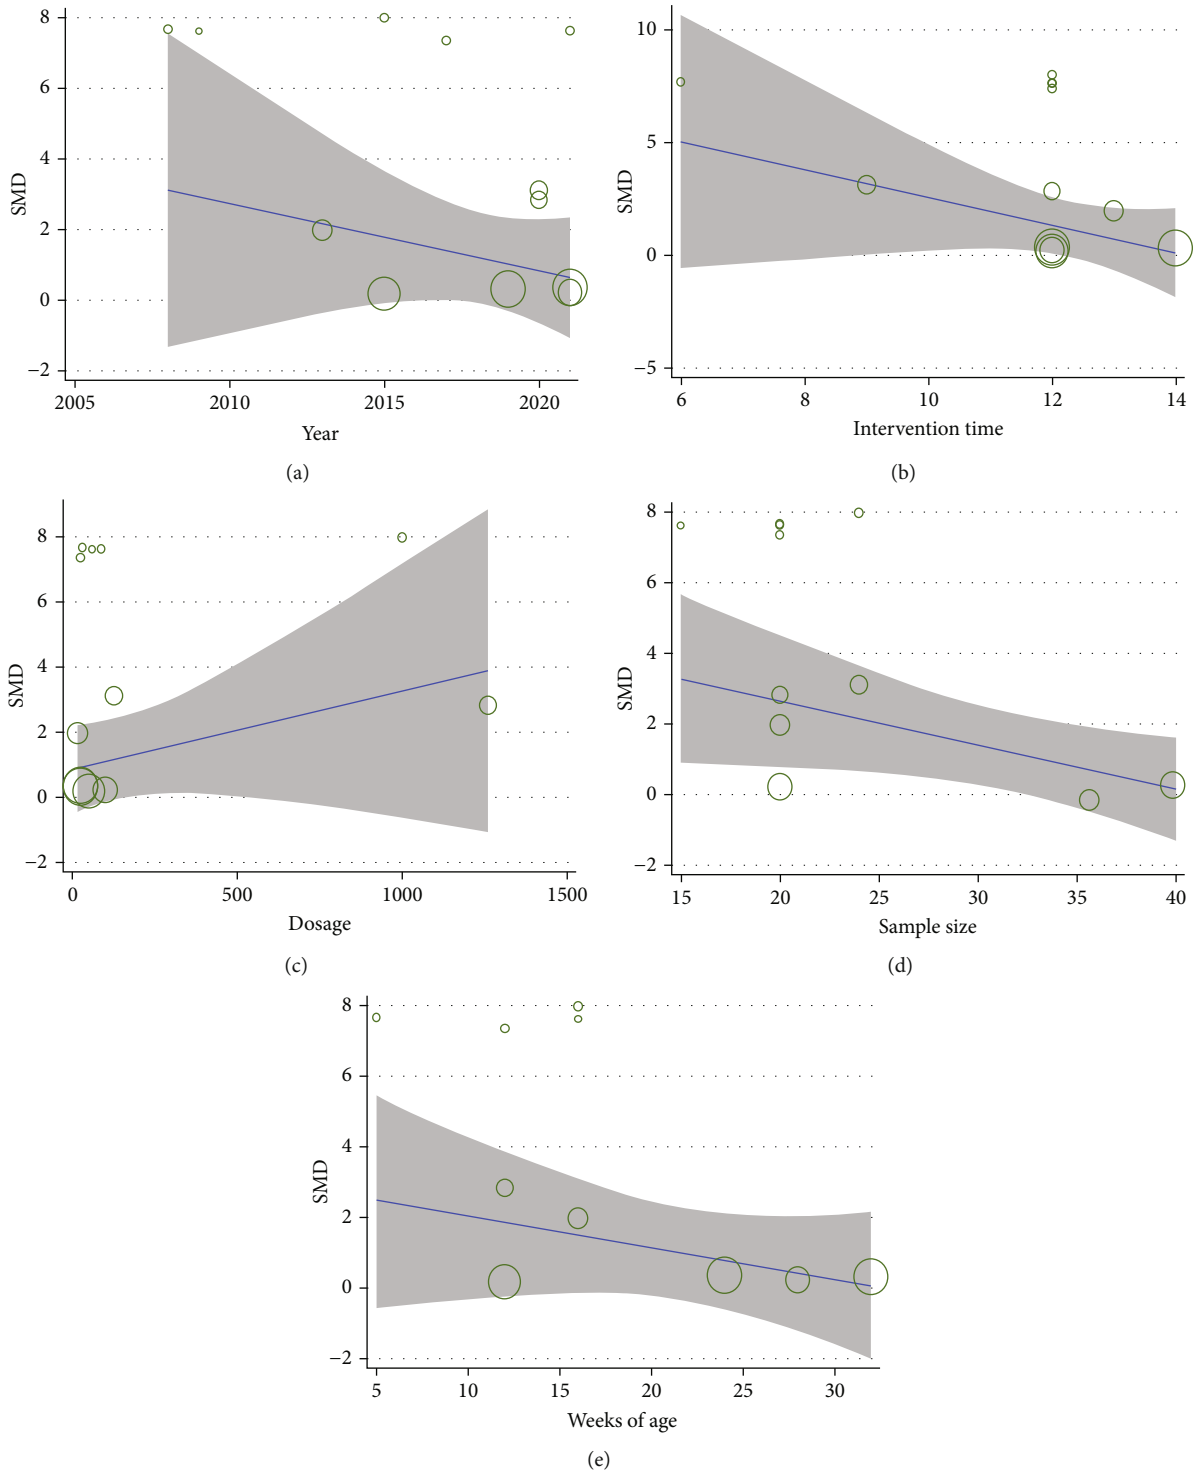 8
6
4
2
0
−2
SMD
2005 2010 2015 2020
Year
(a)
10
5
0
−5
SMD
6 8 10 12 14
Intervention time
(b)
8
6
4
2
0
−2
SMD
0 500 1000 1500
Dosage
(c)
8
6
4
2
0
−2
SMD
15 20 25 30 35 40
Sample size
(d)
8
6
4
2
0
−2
SMD
5 10 15 20 25 30
Weeks of age
(e)